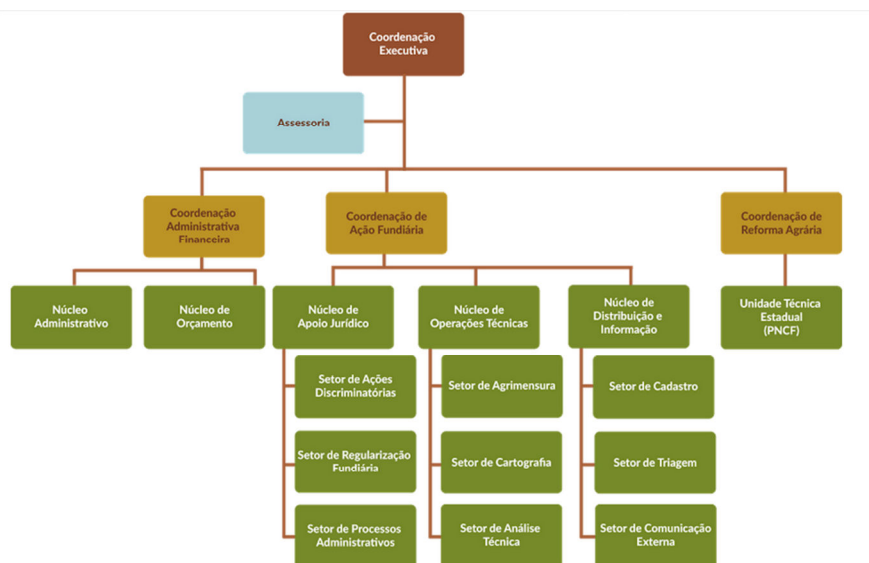 Coordenação
Executiva
Assessoria
Coordenação
Administrativa
Financeira
Coordenação de
Ação Fundiária
Coordenação de
Reforma Agrária
Núcleo
Administrativo
Núcleo de
Orçamento
Núcleo de
Apoio Jurídico
Núcleo de
Operações Técnicas
Núcleo de
Distribuição e
Informação
Unidade Técnica
Estadual
(PNCF)
Setor de Ações
Discriminatórias
Setor de Agrimensura
Setor de Cadastro
Setor de Regularização
Fundiária
Setor de Cartografia
Setor de Triagem
Setor de Processos
Administrativos
Setor de Análise
Técnica
Setor de Comunicação
Externa